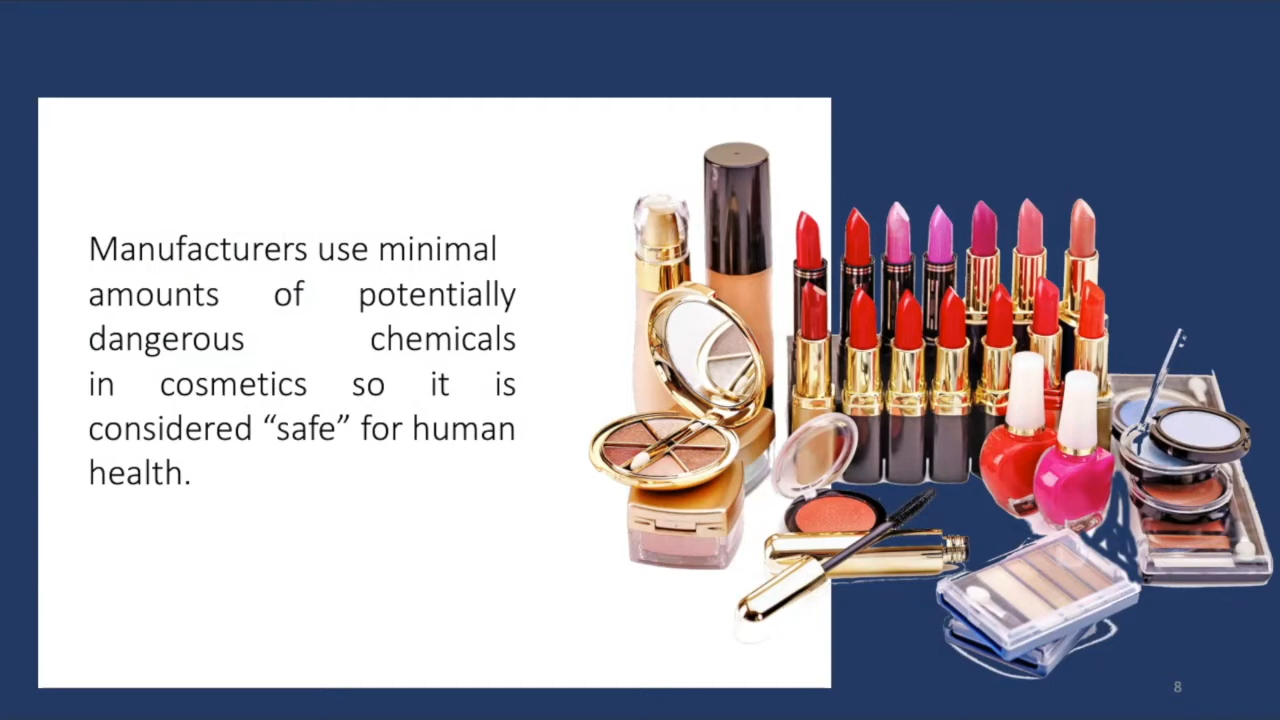 Manufacturers use minimal
amounts of potentially
dangerous chemicals
in cosmetics so it is
considered “safe” for human
health.
8